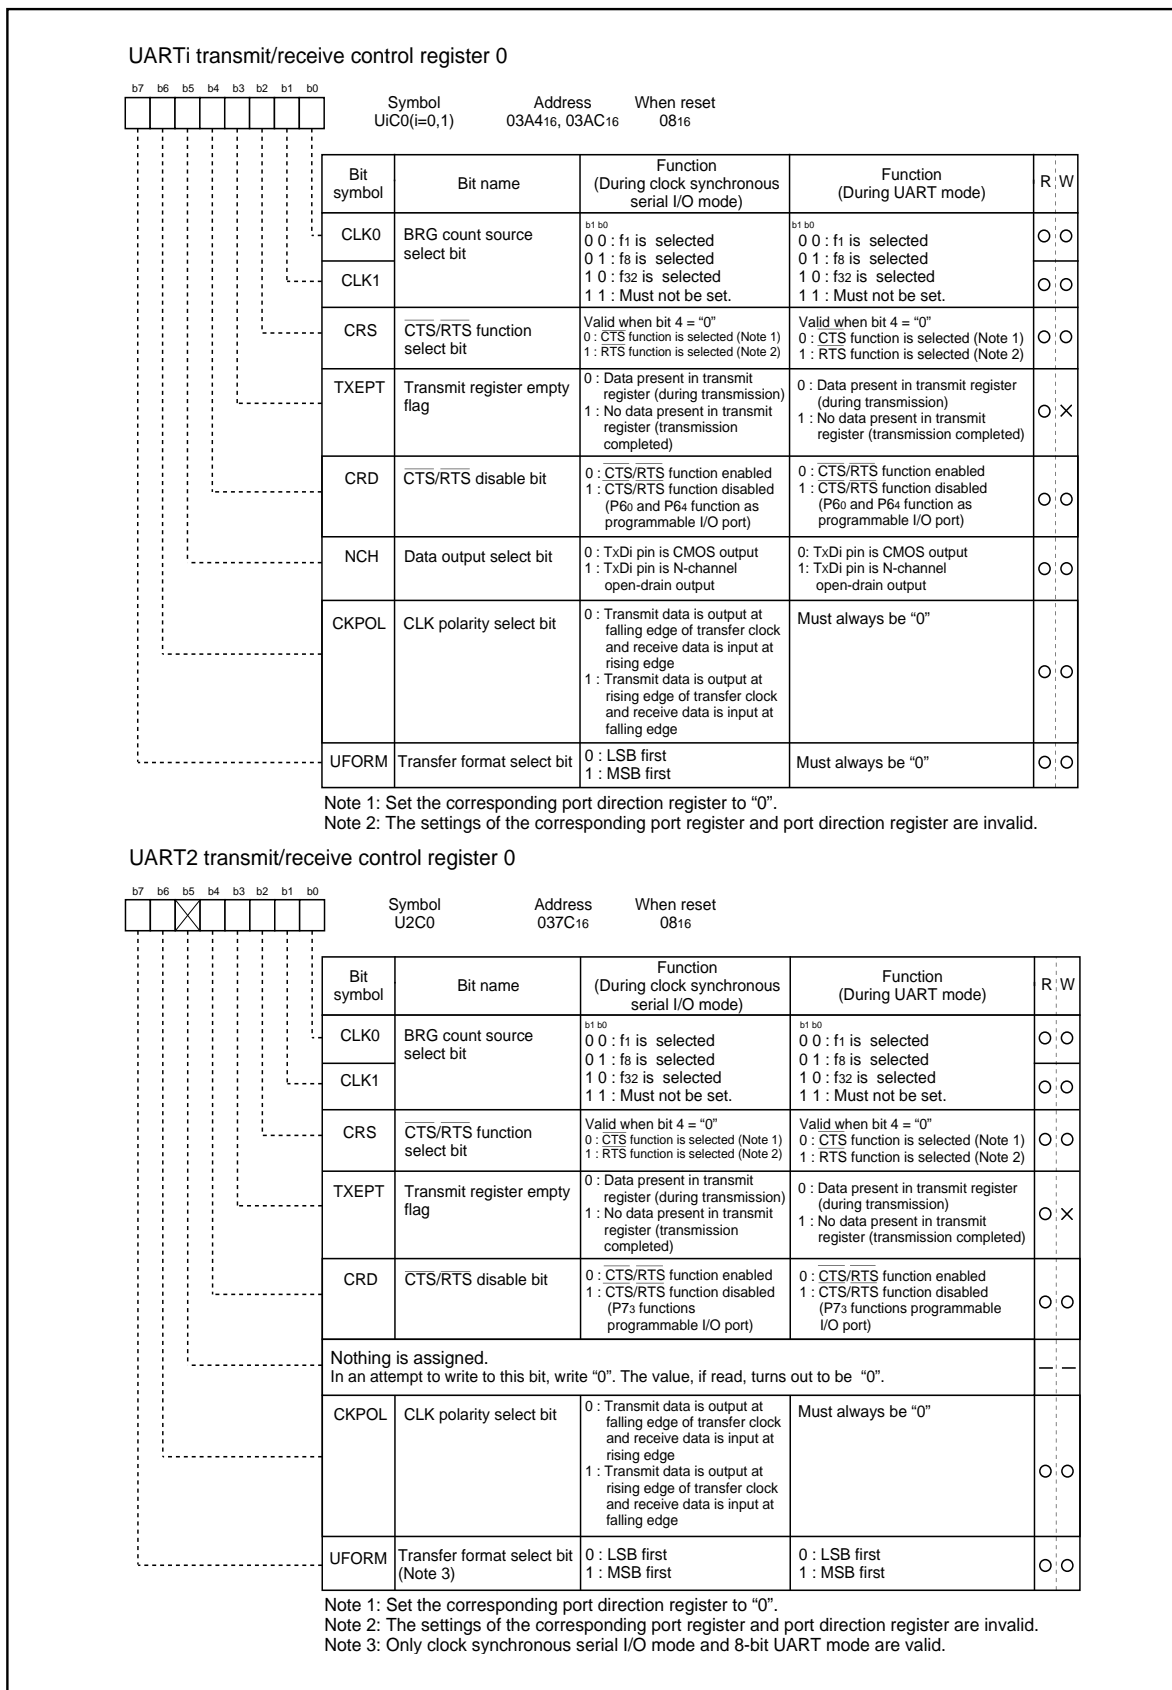 UARTi transmit/receive control register 0
b7 b6 b5 b4 b3 b2 b1 b0
Symbol Address When reset
UiC0(i=0,1) 03A416, 03AC16 0816
Bit symbol Bit name Function (During clock synchronous serial I/O mode) Function (During UART mode) R W
CLK0
CLK1
BRG count source
select bit
b1 b0
0 0 : f1 is selected
0 1 : f8 is selected
1 0 : f32 is selected
1 1 : Must not be set.
b1 b0
0 0 : f1 is selected
0 1 : f8 is selected
1 0 : f32 is selected
1 1 : Must not be set.
CRS
CTS/RTS function
select bit
Valid when bit 4 = “0”
0 : CTS function is selected (Note 1)
1 : RTS function is selected (Note 2)
Valid when bit 4 = “0”
0 : CTS function is selected (Note 1)
1 : RTS function is selected (Note 2)
TXEPT
Transmit register empty
flag
0 : Data present in transmit
register (during transmission)
1 : No data present in transmit
register (transmission
completed)
0 : Data present in transmit register
(during transmission)
1 : No data present in transmit
register (transmission completed)
CRD
CTS/RTS disable bit
0 : CTS/RTS function enabled
1 : CTS/RTS function disabled
(P60 and P64 function as
programmable I/O port)
0 : CTS/RTS function enabled
1 : CTS/RTS function disabled
(P60 and P64 function as
programmable I/O port)
NCH
Data output select bit
0 : TXDi pin is CMOS output
1 : TXDi pin is N-channel
open-drain output
0: TXDi pin is CMOS output
1: TXDi pin is N-channel
open-drain output
CKPOL
CLK polarity select bit
0 : Transmit data is output at
falling edge of transfer clock
and receive data is input at
rising edge
1 : Transmit data is output at
rising edge of transfer clock
and receive data is input at
falling edge
Must always be “0”
UFORM
Transfer format select bit
0 : LSB first
1 : MSB first
Must always be “0”
Note 1: Set the corresponding port direction register to “0”.
Note 2: The settings of the corresponding port register and port direction register are invalid.
UART2 transmit/receive control register 0
b7 b6 b5 b4 b3 b2 b1 b0
Symbol Address When reset
U2C0 037C16 0816
Bit symbol Bit name Function (During clock synchronous serial I/O mode) Function (During UART mode) R W
CLK0
CLK1
BRG count source
select bit
b1 b0
0 0 : f1 is selected
0 1 : f8 is selected
1 0 : f32 is selected
1 1 : Must not be set.
b1 b0
0 0 : f1 is selected
0 1 : f8 is selected
1 0 : f32 is selected
1 1 : Must not be set.
CRS
CTS/RTS function
select bit
Valid when bit 4 = “0”
0 : CTS function is selected (Note 1)
1 : RTS function is selected (Note 2)
Valid when bit 4 = “0”
0 : CTS function is selected (Note 1)
1 : RTS function is selected (Note 2)
TXEPT
Transmit register empty
flag
0 : Data present in transmit
register (during transmission)
1 : No data present in transmit
register (transmission
completed)
0 : Data present in transmit register
(during transmission)
1 : No data present in transmit
register (transmission completed)
CRD
CTS/RTS disable bit
0 : CTS/RTS function enabled
1 : CTS/RTS function disabled
(P73 functions
programmable I/O port)
0 : CTS/RTS function enabled
1 : CTS/RTS function disabled
(P73 functions programmable
I/O port)
Nothing is assigned.
In an attempt to write to this bit, write “0”. The value, if read, turns out to be “0”.
CKPOL
CLK polarity select bit
0 : Transmit data is output at
falling edge of transfer clock
and receive data is input at
rising edge
1 : Transmit data is output at
rising edge of transfer clock
and receive data is input at
falling edge
Must always be “0”
UFORM
Transfer format select bit
(Note 3)
0 : LSB first
1 : MSB first
0 : LSB first
1 : MSB first
Note 1: Set the corresponding port direction register to “0”.
Note 2: The settings of the corresponding port register and port direction register are invalid.
Note 3: Only clock synchronous serial I/O mode and 8-bit UART mode are valid.